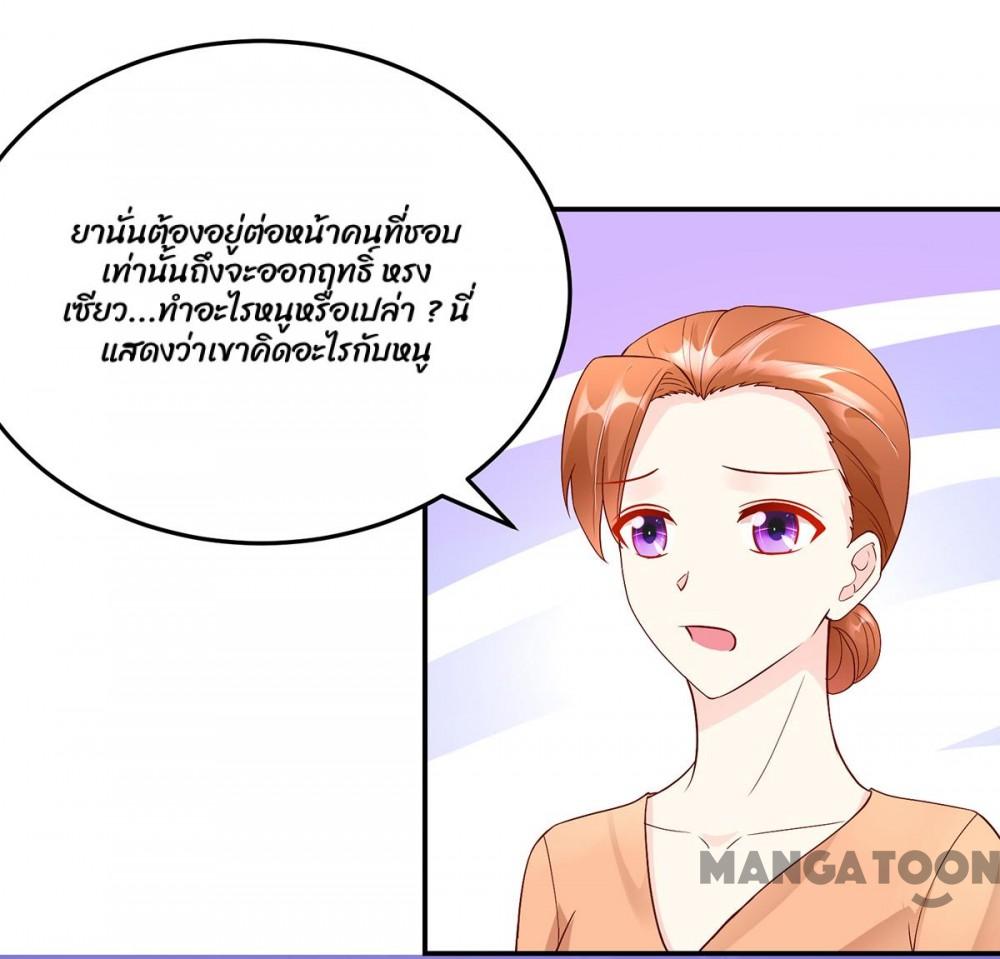 ยานั่นต้องอยู่ต่อหน้าคนที่ชอบ
เท่านั้นถึงจะออกฤทธิ์ หรง
เซียว...ทำอะไรหนูหรือเปล่า ? นี่
แสดงว่าเขาคิดอะไรกับหนู
MANGATOON